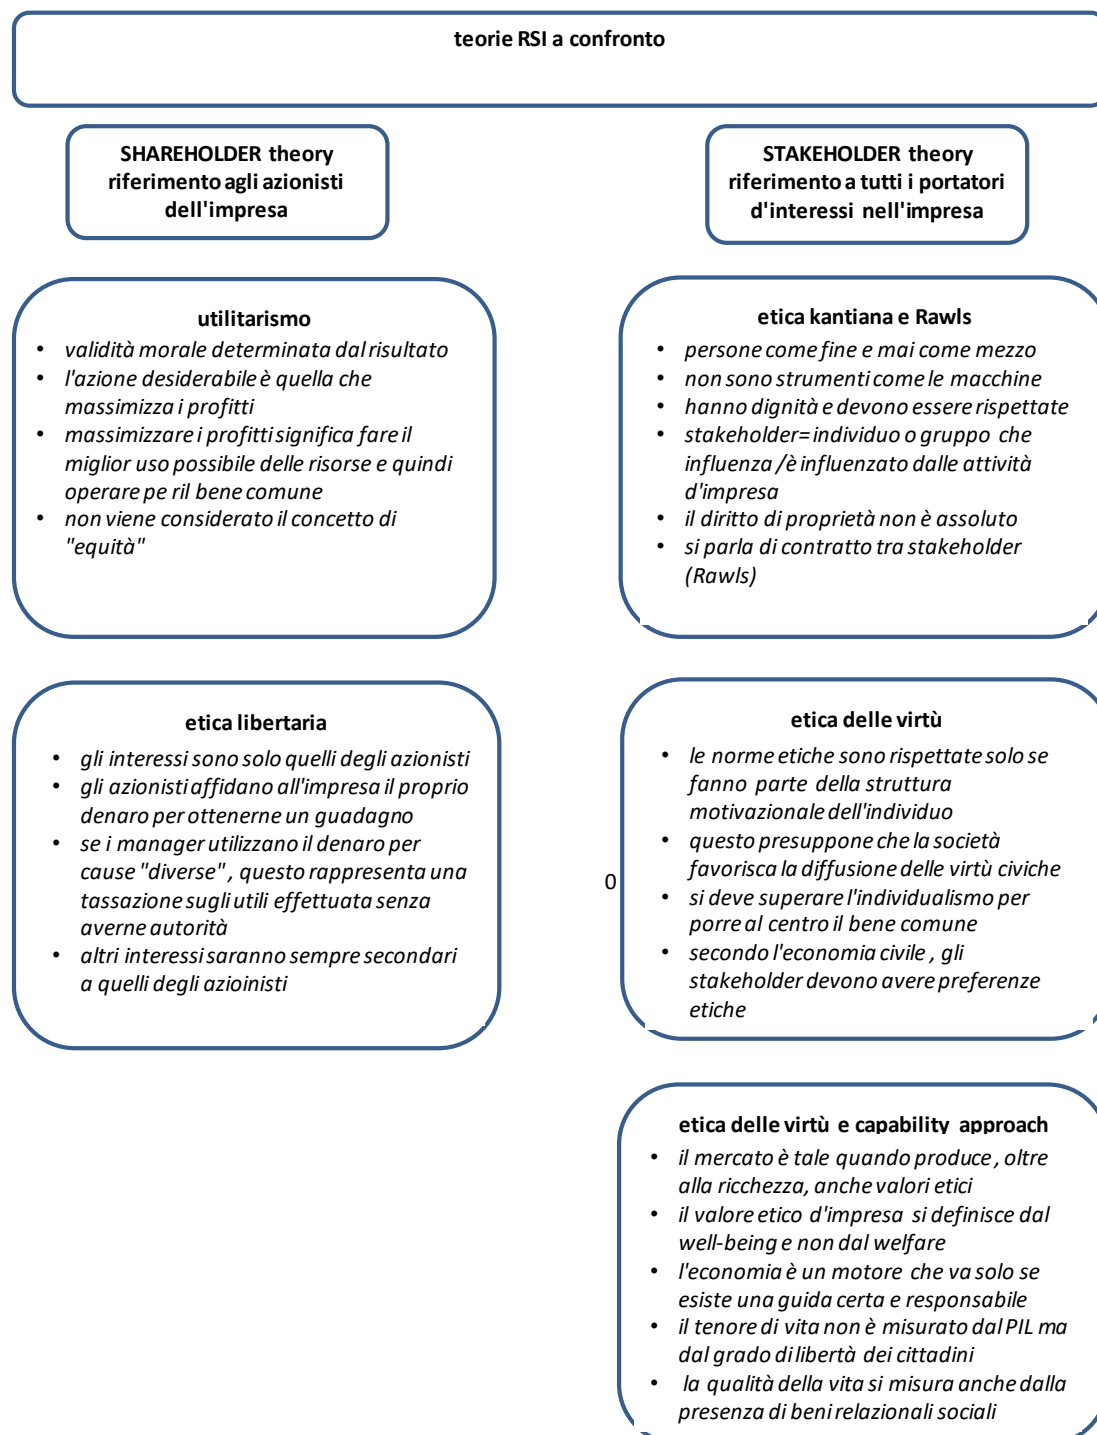 teorie RSI a confronto
SHAREHOLDER theory
riferimento agli azionisti
dell'impresa
STAKEHOLDER theory
riferimento a tutti i portatori
d'interessi nell'impresa
utilitarismo
• validità morale determinata dal risultato
• l'azione desiderabile è quella che
massimizza i profitti
• massimizzare i profitti significa fare il
miglior uso possibile delle risorse e quindi
operare pe ril bene comune
• non viene considerato il concetto di
"equità"
etica kantiana e Rawls
• persone come fine e mai come mezzo
• non sono strumenti come le macchine
• hanno dignità e devono essere rispettate
• stakeholder= individuo o gruppo che
influenza /è influenzato dalle attività
d'impresa
• il diritto di proprietà non è assoluto
• si parla di contratto tra stakeholder
(Rawls)
etica libertaria
• gli interessi sono solo quelli degli azionisti
• gli azionisti affidano all'impresa il proprio
denaro per ottenerne un guadagno
• se i manager utilizzano il denaro per
cause "diverse" , questo rappresenta una
tassazione sugli utili effettuata senza
averne autorità
• altri interessi saranno sempre secondari
a quelli degli azioinisti
0
etica delle virtù
• le norme etiche sono rispettate solo se
fanno parte della struttura
motivazionale dell'individuo
• questo presuppone che la società
favorisca la diffusione delle virtù civiche
• si deve superare l'individualismo per
porre al centro il bene comune
• secondo l'economia civile , gli
stakeholder devono avere preferenze
etiche
etica delle virtù e capability approach
• il mercato è tale quando produce , oltre
alla ricchezza, anche valori etici
• il valore etico d'impresa si definisce dal
well-being e non dal welfare
• l'economia è un motore che va solo se
esiste una guida certa e responsabile
• il tenore di vita non è misurato dal PIL ma
dal grado di libertà dei cittadini
• la qualità della vita si misura anche dalla
presenza di beni relazionali sociali